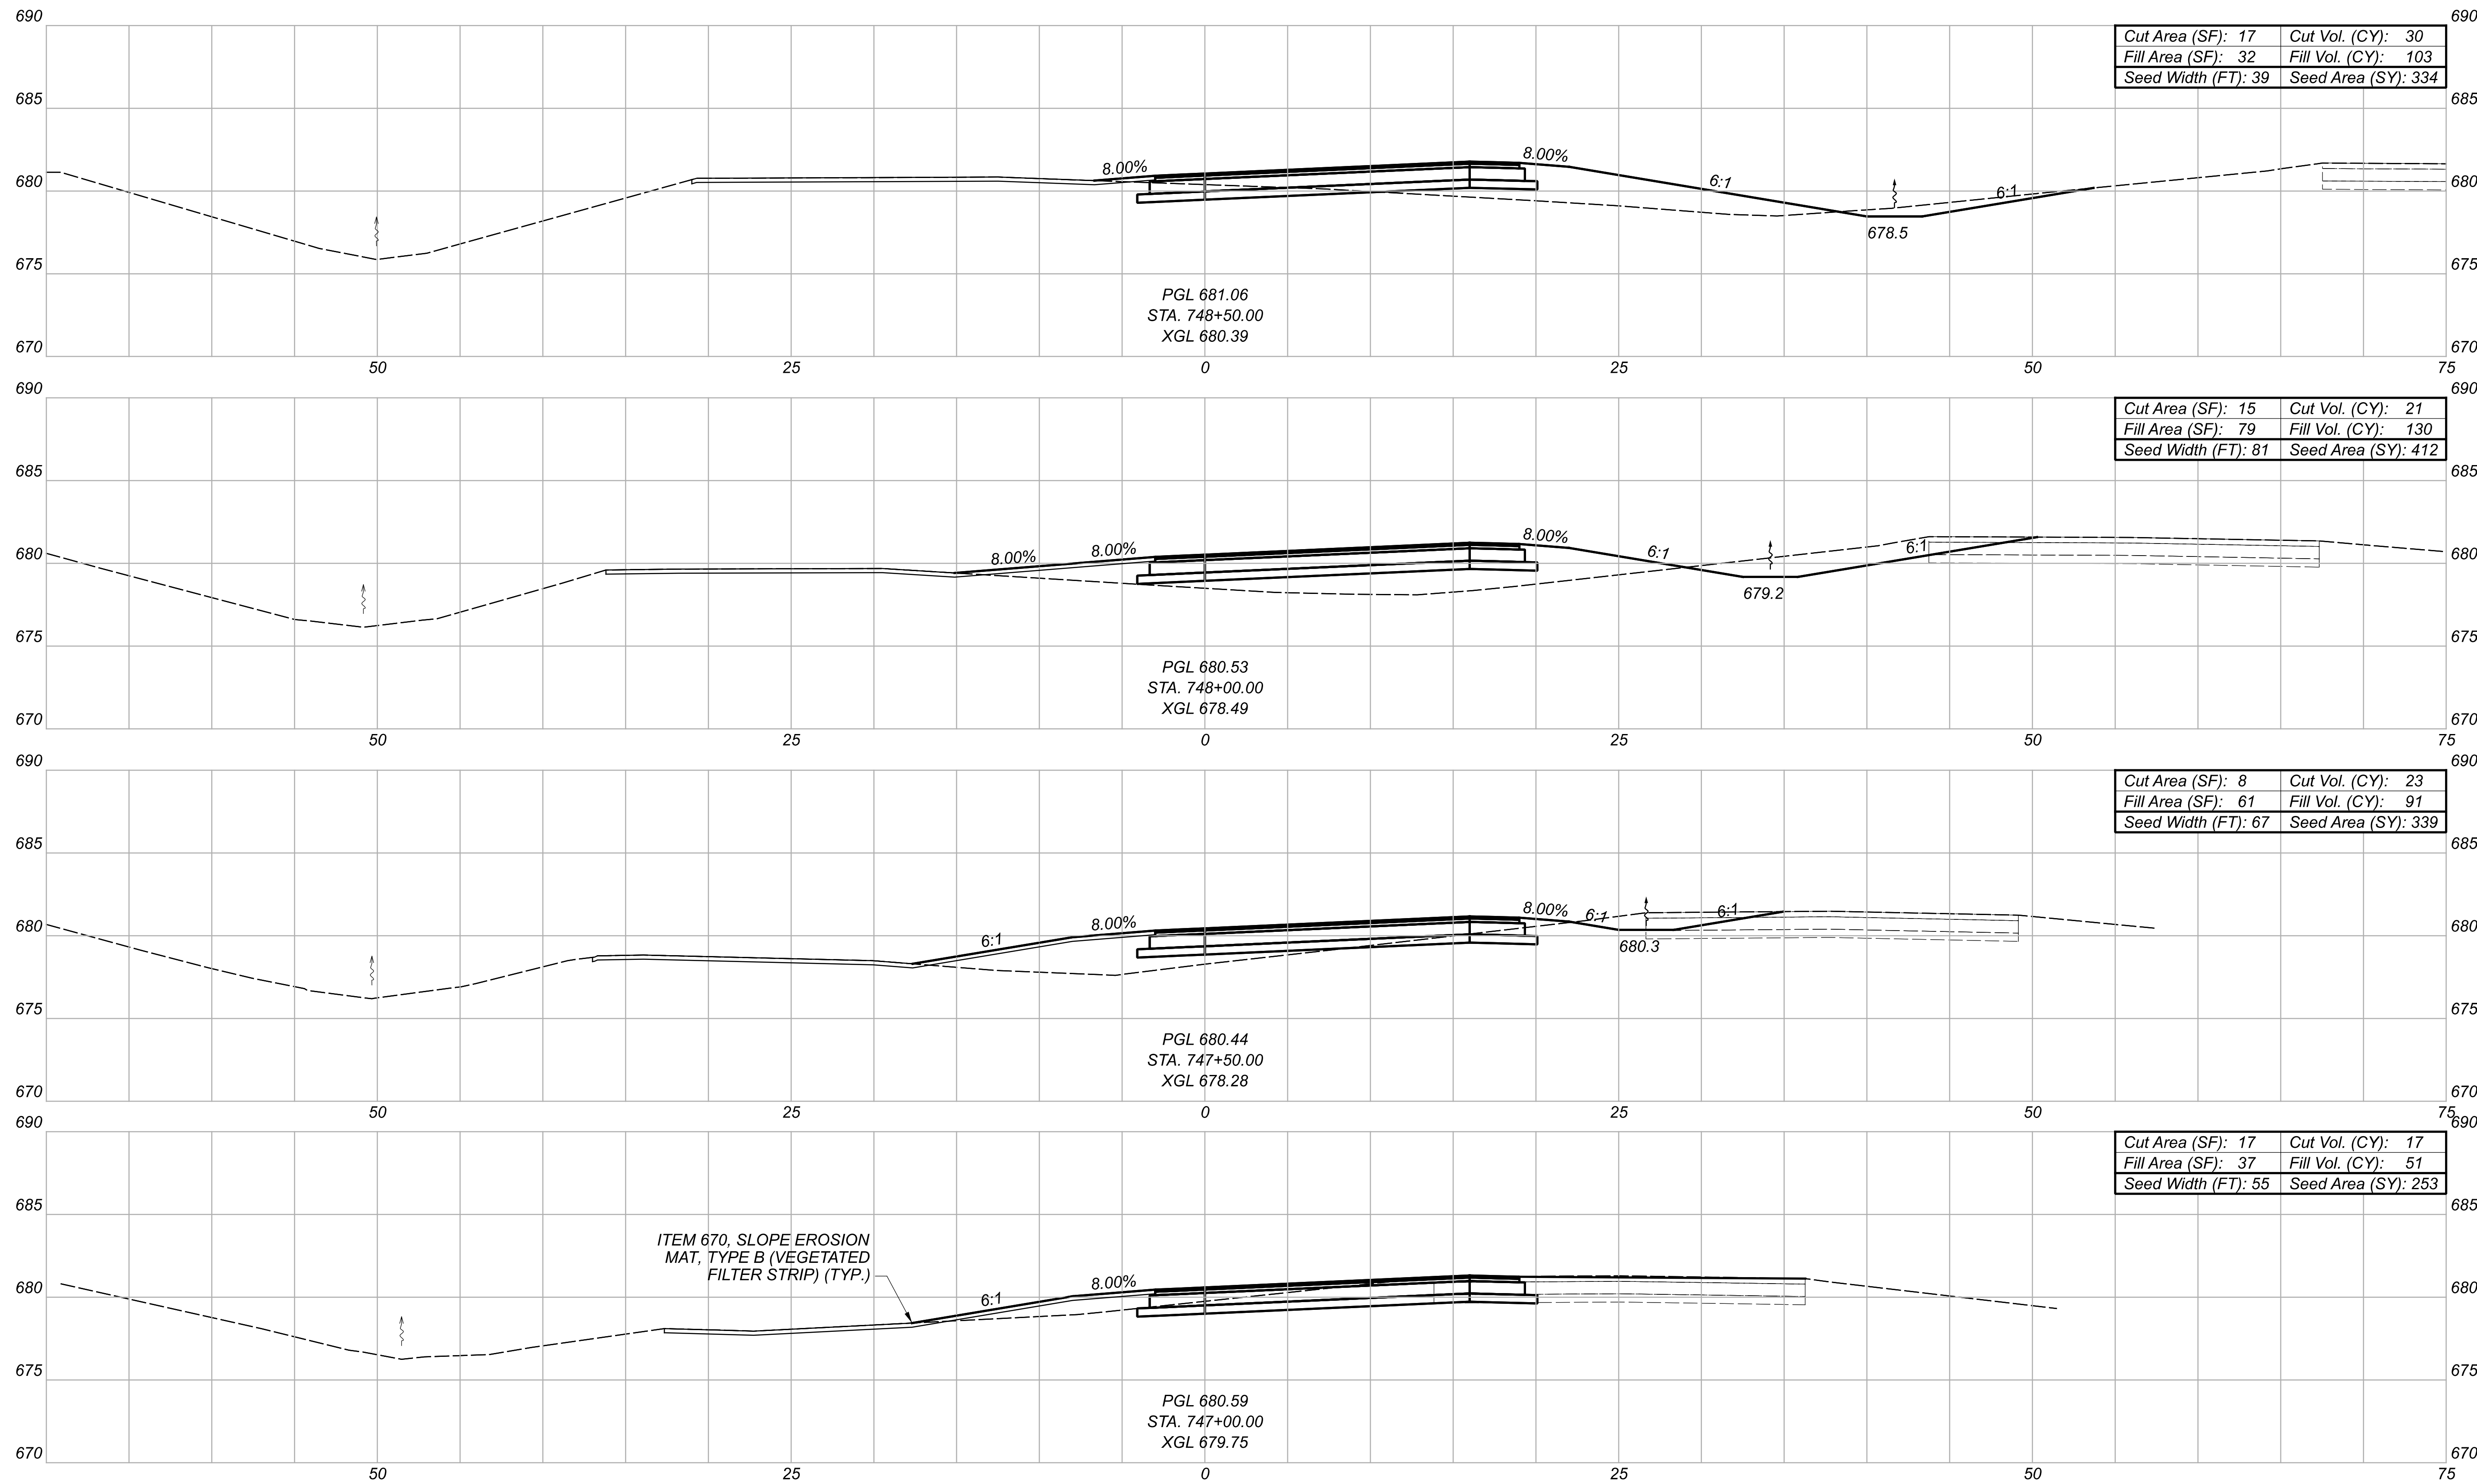 690 690
Cut Area (SF): 17 Cut Vol. (CY): 30
Fill Area (SF): 32 Fill Vol. (CY): 103
Seed Width (FT): 39 Seed Area (SY): 334
685 685
8.00% 8.00%
680 6:1 6:1 680
678.5
675 675
PGL 681.06
STA. 748+50.00
XGL 680.39
670 670
50 25 0 25 50 75
690 690
Cut Area (SF): 15 Cut Vol. (CY): 21
Fill Area (SF): 79 Fill Vol. (CY): 130
Seed Width (FT): 81 Seed Area (SY): 412
685 685
8.00% 8.00% 8.00%
680 6:1 6:1 680
679.2
675 675
PGL 680.53
STA. 748+00.00
XGL 678.49
670 670
50 25 0 25 50 75
690 690
Cut Area (SF): 8 Cut Vol. (CY): 23
Fill Area (SF): 61 Fill Vol. (CY): 91
Seed Width (FT): 67 Seed Area (SY): 339
685 685
6:1 8.00% 8.00% 6:1 6:1
680 680
680.3
675 675
PGL 680.44
STA. 747+50.00
XGL 678.28
670 670
50 25 0 25 50 75
690 690
Cut Area (SF): 17 Cut Vol. (CY): 17
Fill Area (SF): 37 Fill Vol. (CY): 51
Seed Width (FT): 55 Seed Area (SY): 253
685 685
ITEM 670, SLOPE EROSION
MAT, TYPE B (VEGETATED
FILTER STRIP) (TYP.)
6:1 8.00%
680 680
675 675
PGL 680.59
STA. 747+00.00
XGL 679.75
670 670
50 25 0 25 50 75